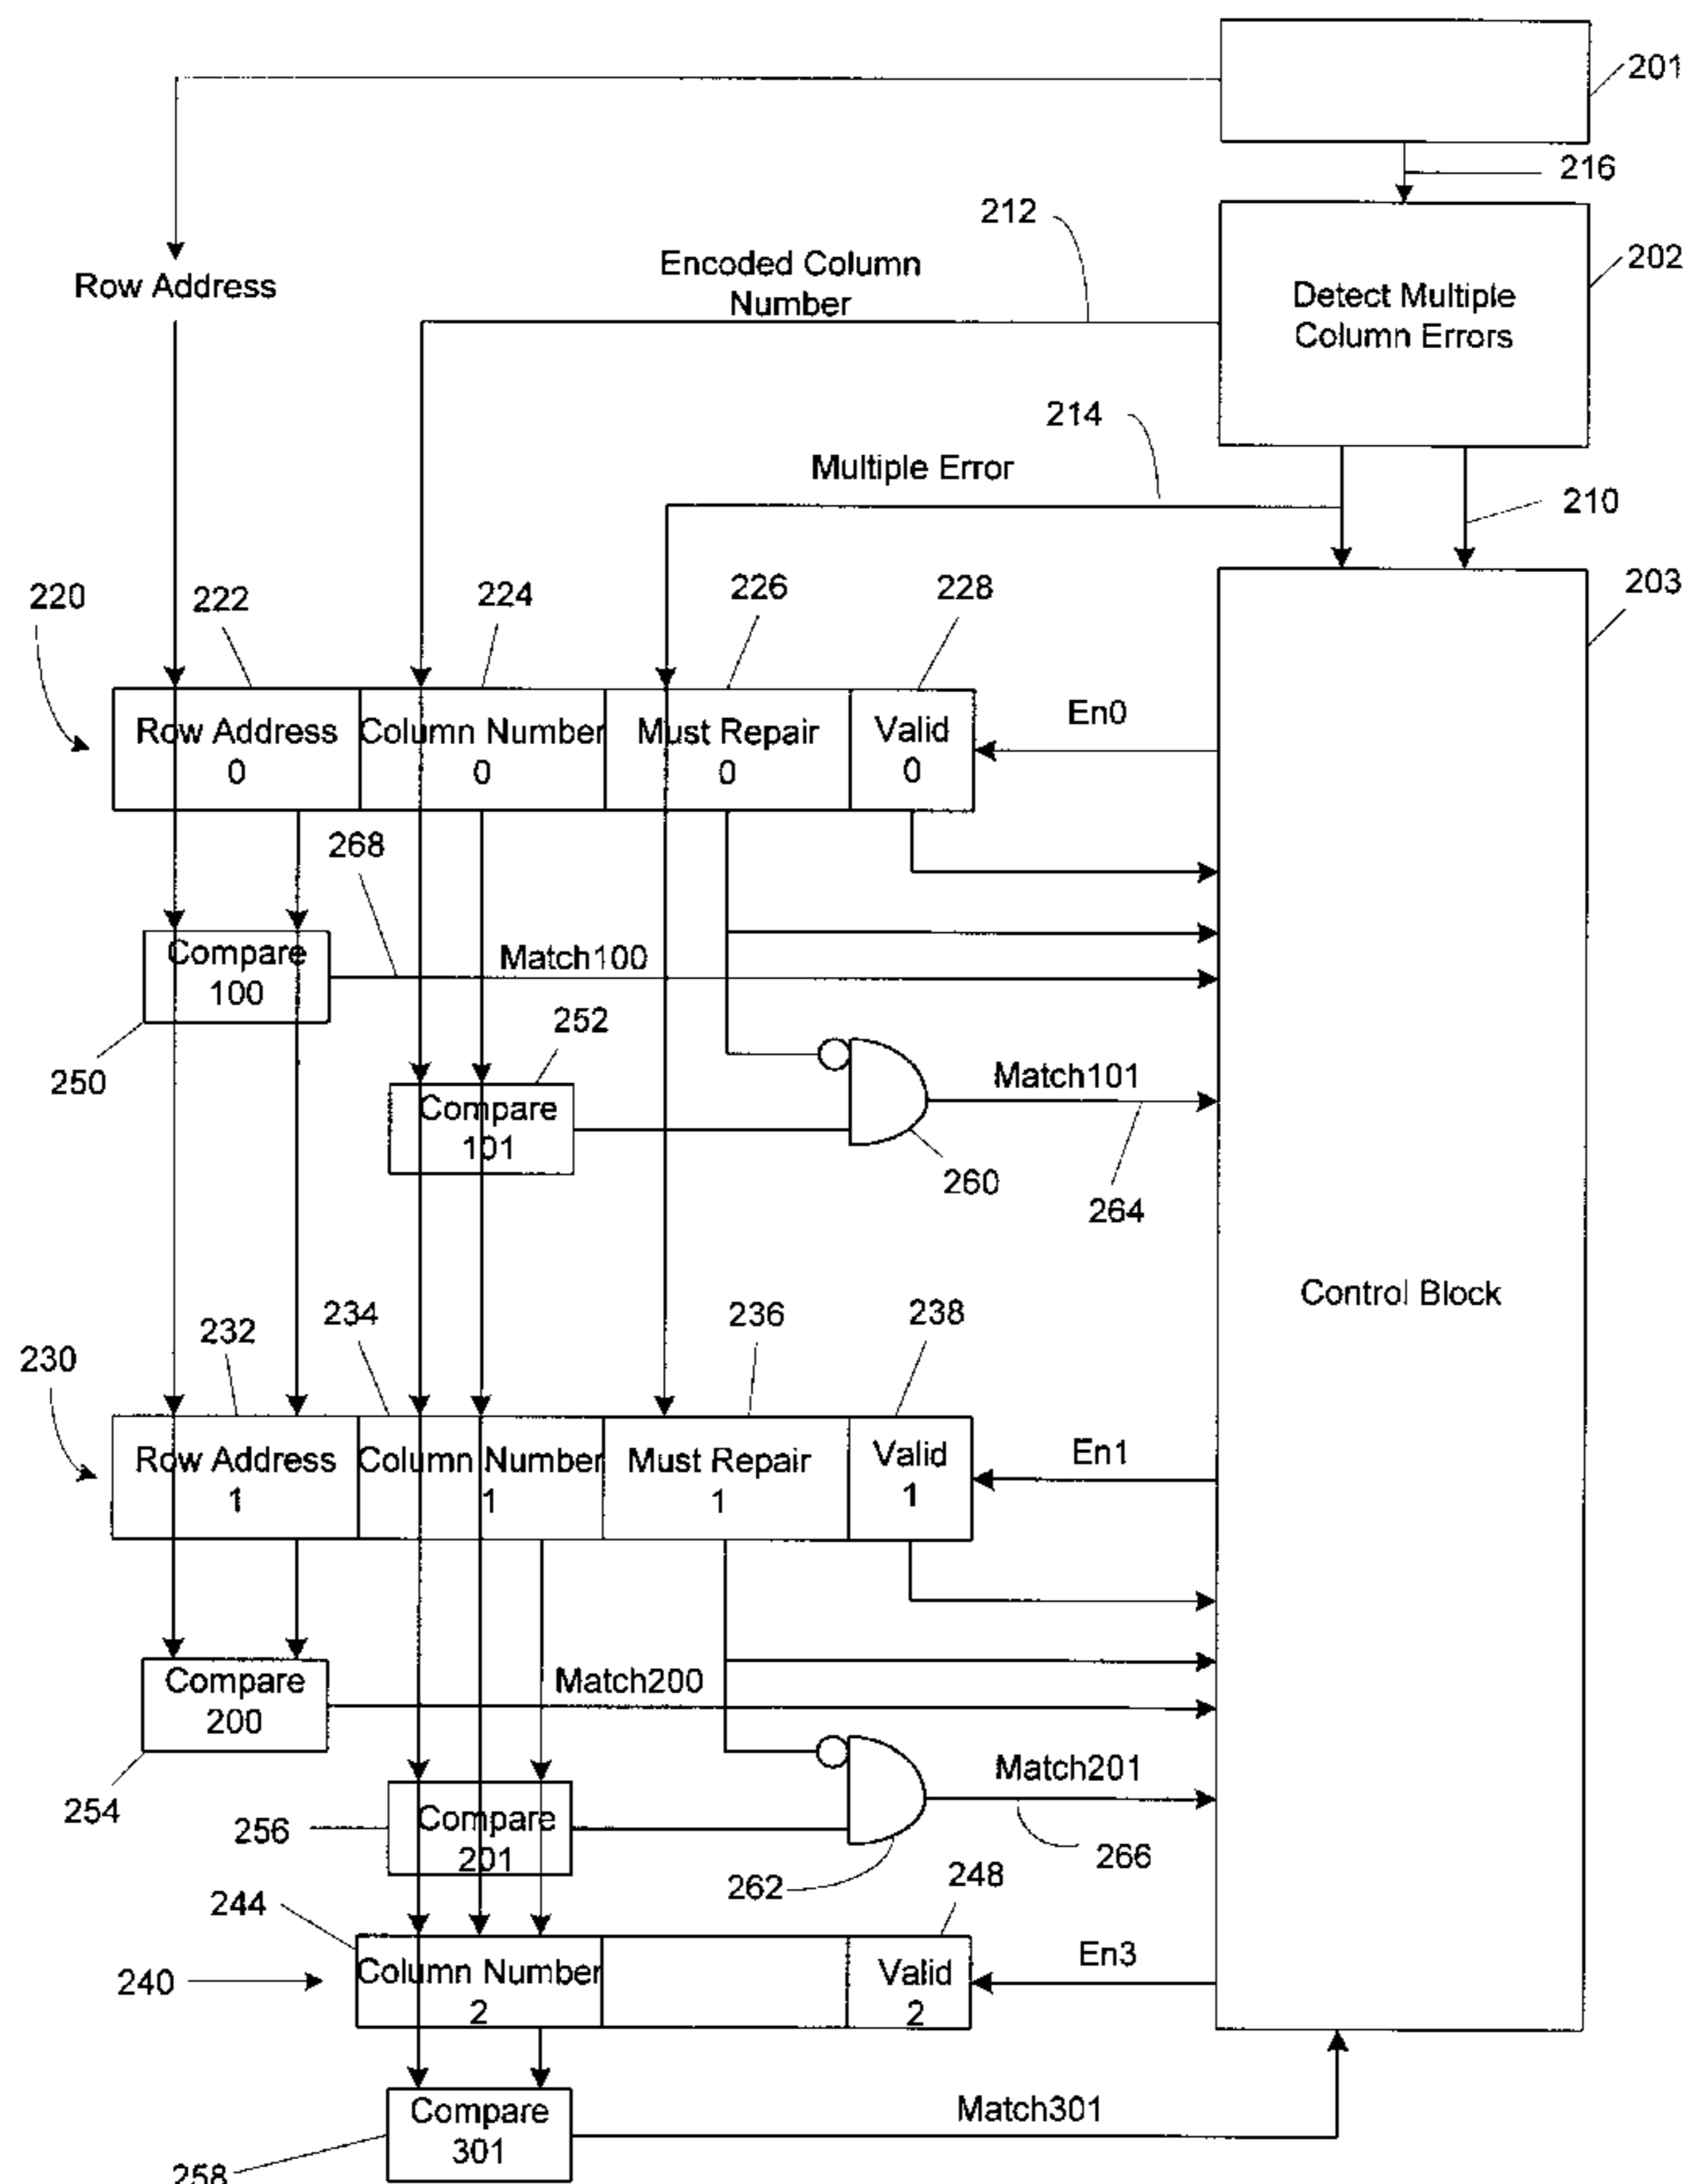 201
216
212
202
Encoded Column
Number
Row Address
Detect Multiple
Column Errors
214
Multiple Error
210
220
222
224
226
228
203
Row Address
0
Column Number
0
Must Repair
0
Valid
0
En0
268
Compare
100
Match100
250
252
Compare
101
Match101
260
264
Control Block
230
232
234
236
238
Row Address
1
Column Number
1
Must Repair
1
Valid
1
En1
Compare
200
Match200
254
256
Compare
201
Match201
262
266
244
248
240
Column Number
2
Valid
2
En3
Compare
301
Match301
258